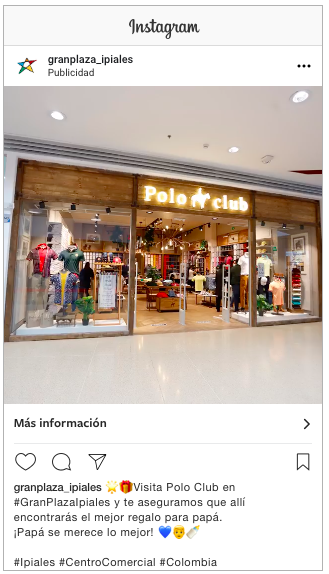 Instagram
granplaza_ipiales
Publicidad
Polo club
Más información
granplaza_ipiales 🌟🎁Visita Polo Club en
#GranPlazaIpiales y te aseguramos que allí
encontrarás el mejor regalo para papá.
¡Papá se merece lo mejor! 💙👨🍼
#Ipiales #CentroComercial #Colombia